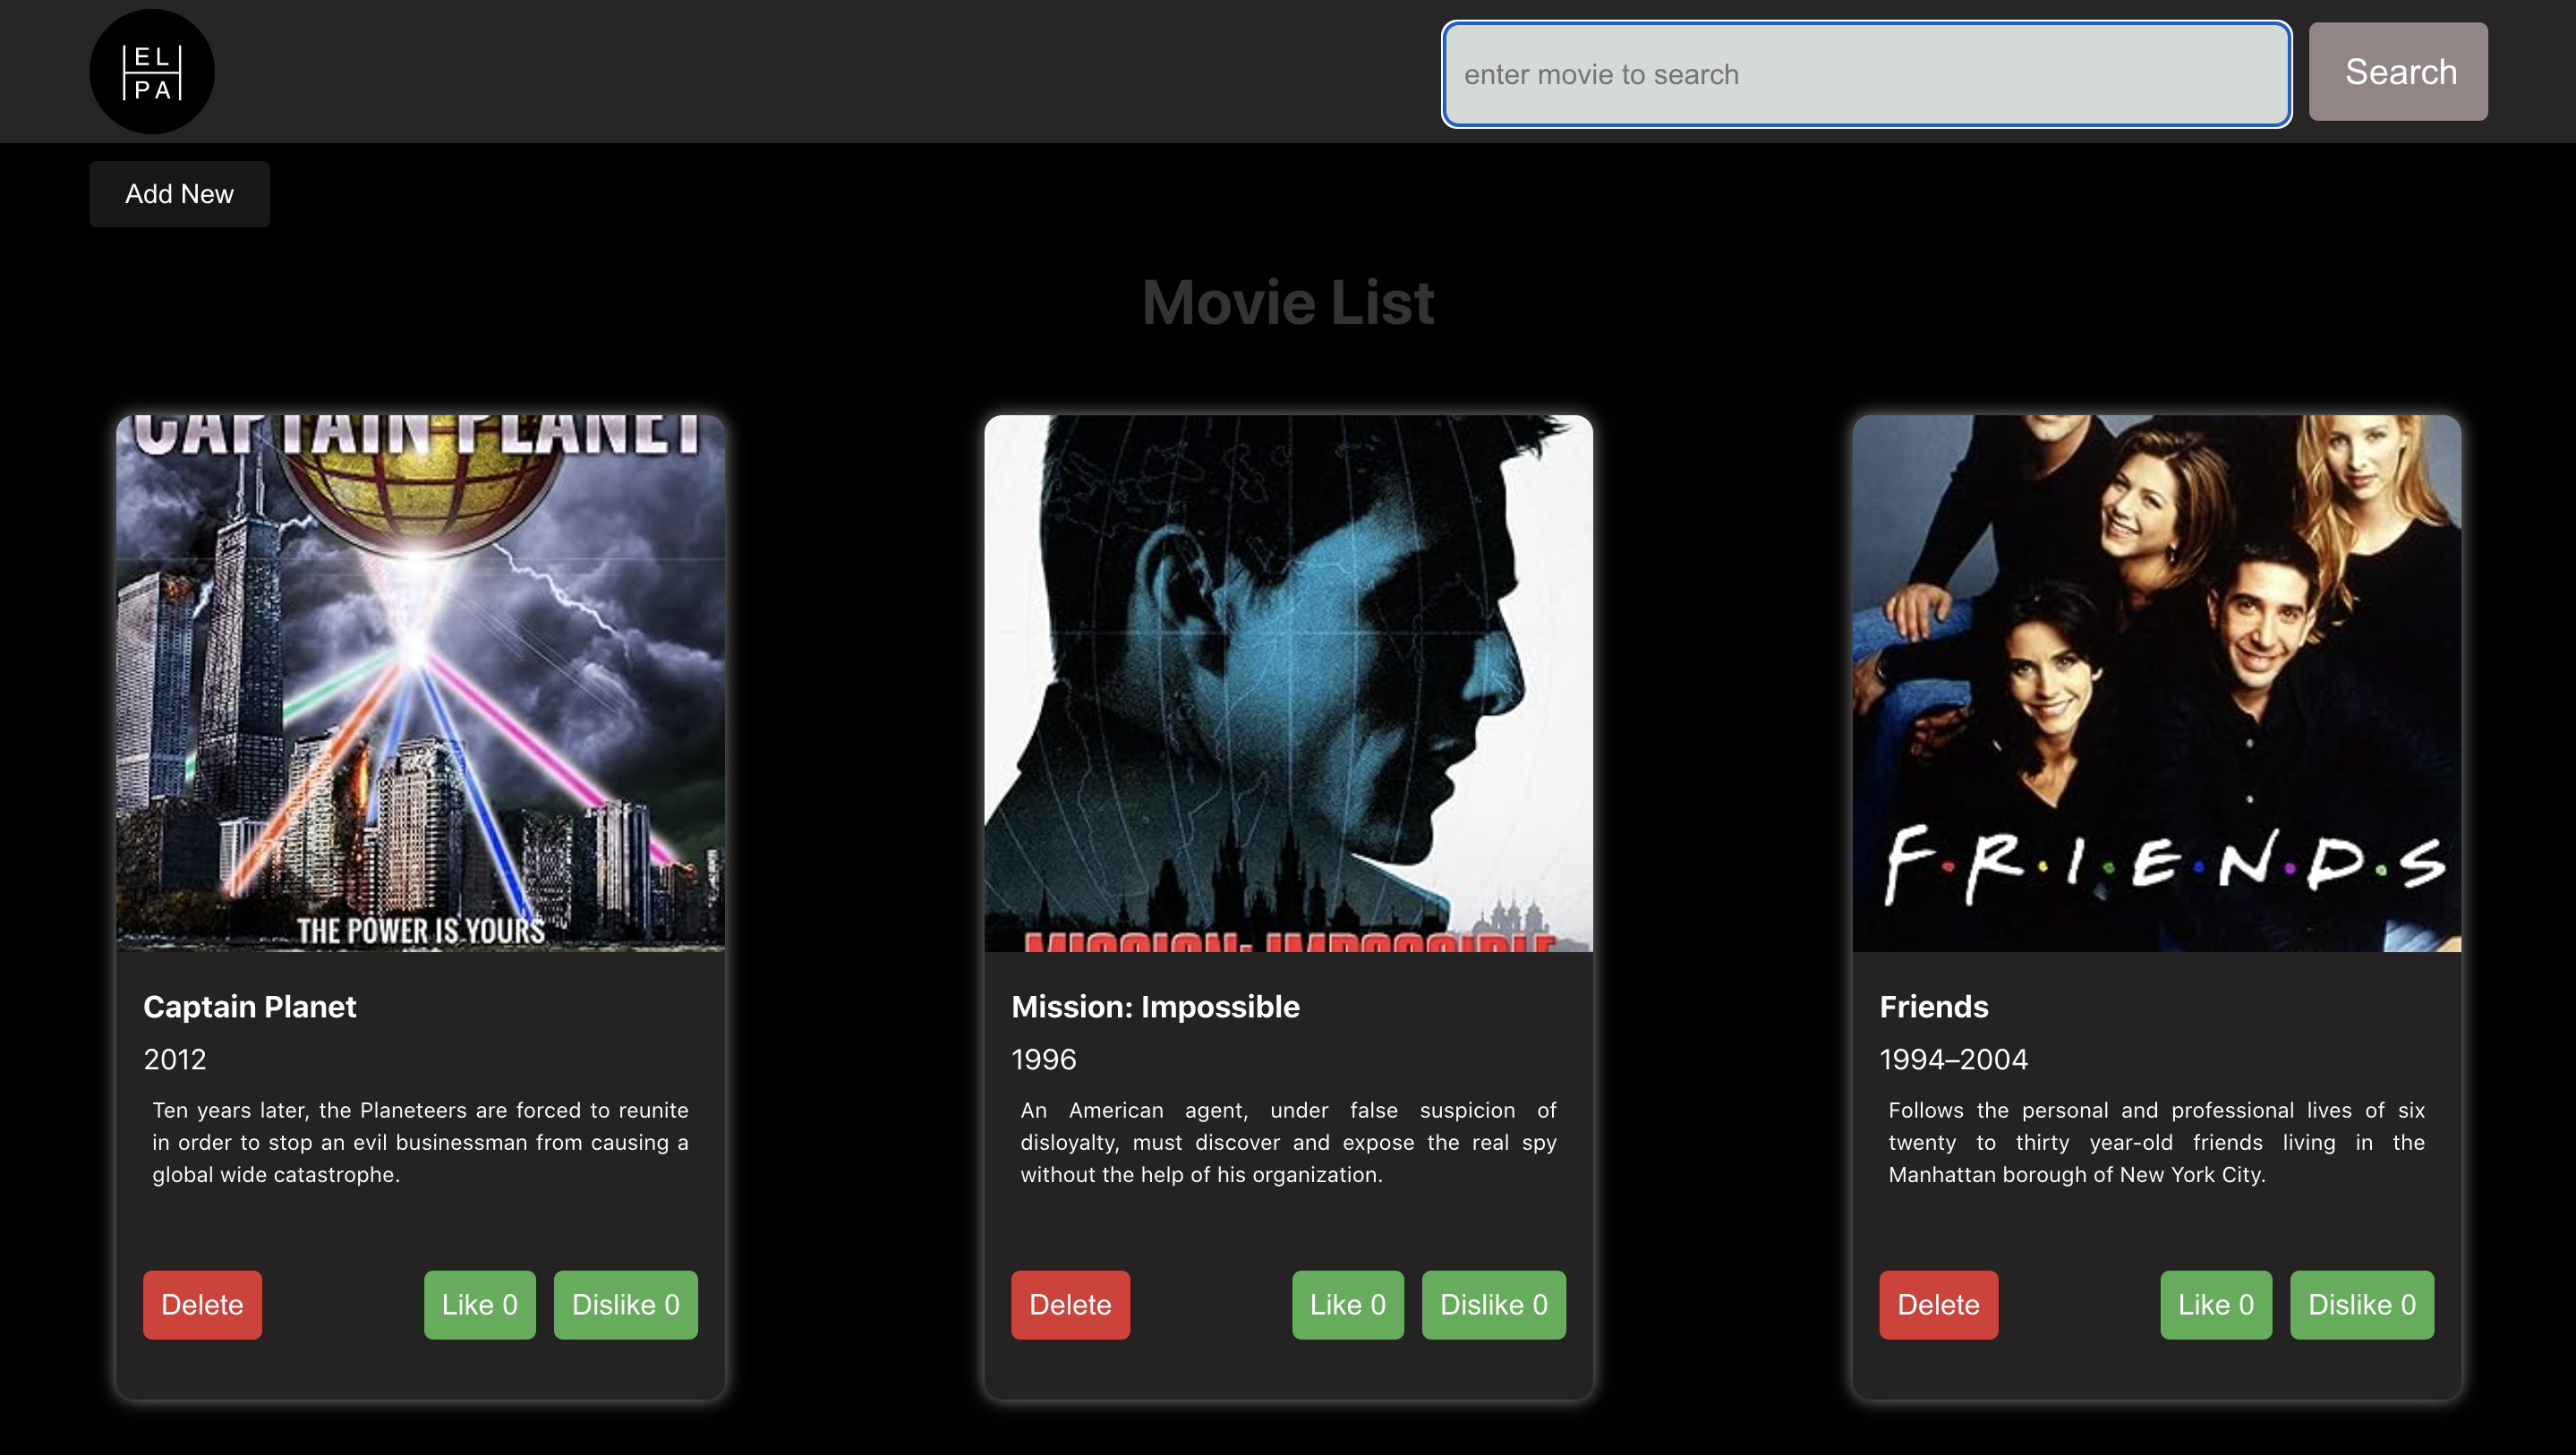 EL
PA
enter movie to search
Search
Add New
Movie List
CAPTAIN PLANET
THE POWER IS YOURS
MISSION: IMPOSSIBLE
F·R·I·E·N·D·S
Captain Planet
2012
Ten years later, the Planeteers are forced to reunite
in order to stop an evil businessman from causing a
global wide catastrophe.
Delete
Like 0
Dislike 0
Mission: Impossible
1996
An American agent, under false suspicion of
disloyalty, must discover and expose the real spy
without the help of his organization.
Delete
Like 0
Dislike 0
Friends
1994–2004
Follows the personal and professional lives of six
twenty to thirty year-old friends living in the
Manhattan borough of New York City.
Delete
Like 0
Dislike 0